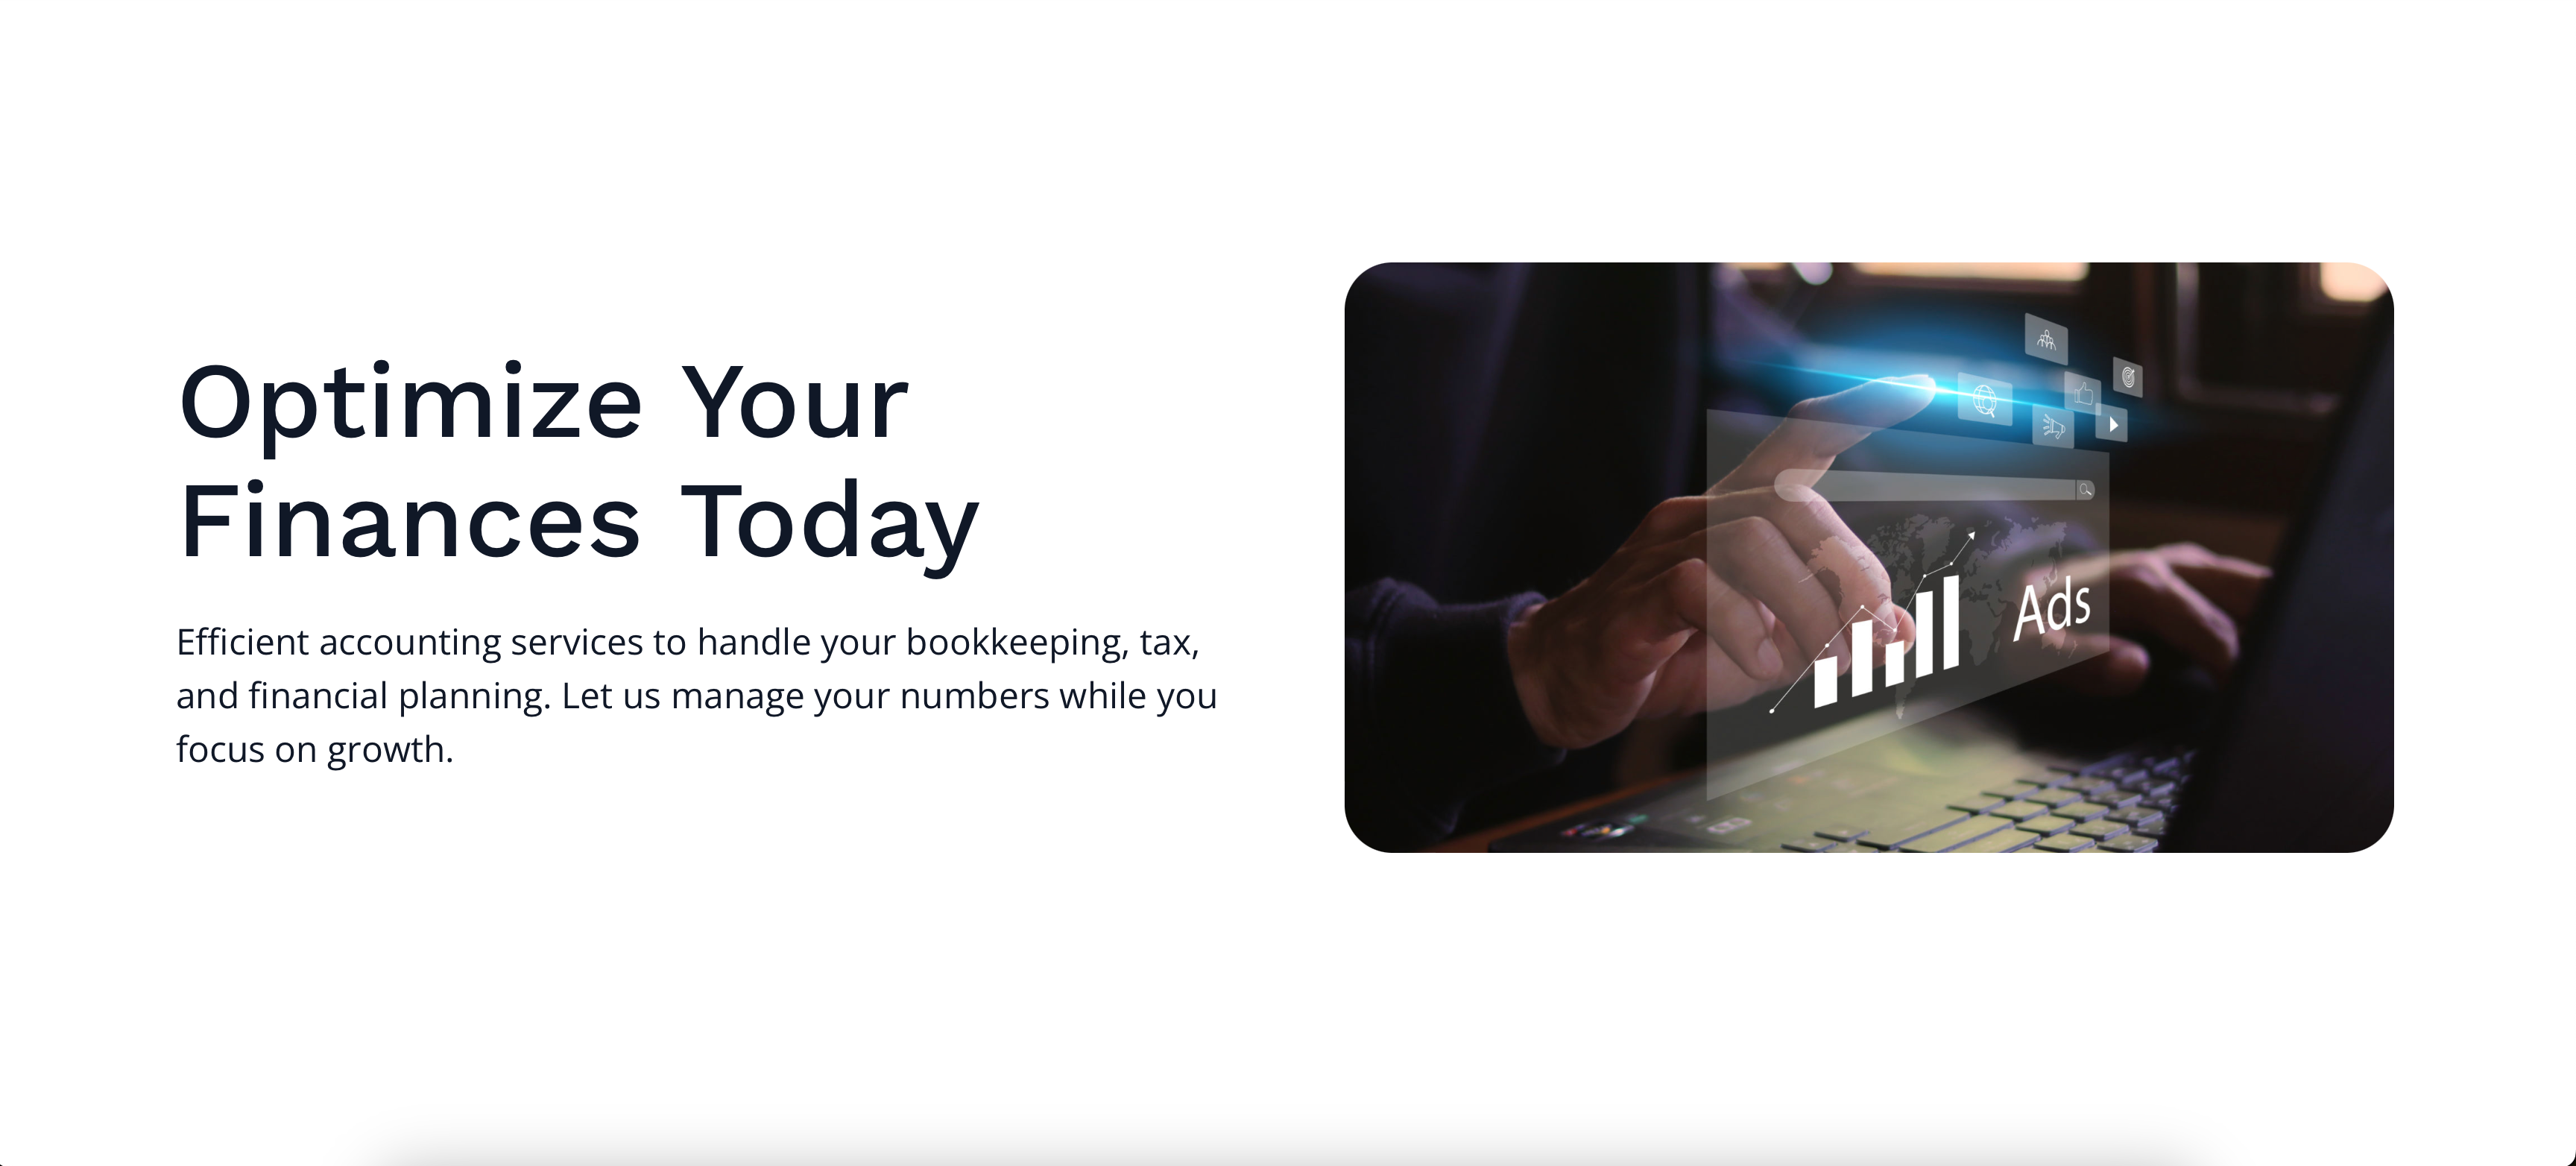 Optimize Your
Finances Today
Efficient accounting services to handle your bookkeeping, tax,
and financial planning. Let us manage your numbers while you
focus on growth.
Ads